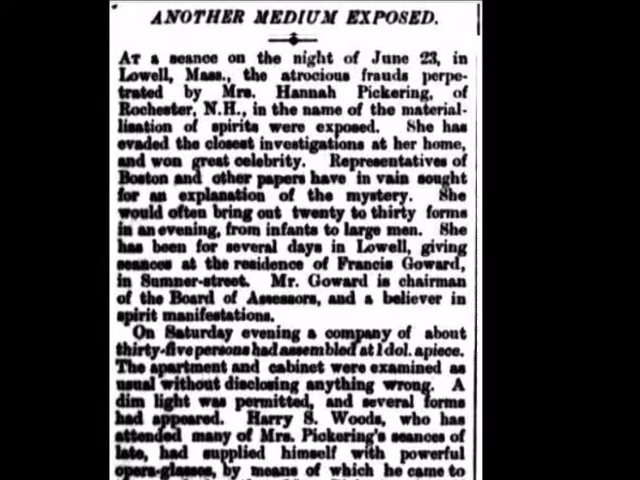 ANOTHER MEDIUM EXPOSED.
AT a seance on the night of June 23, in
Lowell, Mass., the atrocious frauds perpe-
trated by Mrs. Hannah Pickering, of
Rochester, N.H., in the name of the material-
lisation of spirits were exposed. She has
evaded the closest investigations at her home,
and won great celebrity. Representatives of
Boston and other papers have in vain sought
for an explanation of the mystery. She
would often bring out twenty to thirty forms
in an evening, from infants to large men. She
has been for several days in Lowell, giving
seances at the residence of Francis Goward,
in Sumner-street. Mr. Goward is chairman
of the Board of Assessors, and a believer in
spirit manifestations.
On Saturday evening a company of about
thirty-five persons had assembled at 1 dol. apiece.
The apartment and cabinet were examined as
usual without disclosing anything wrong. A
dim light was permitted, and several forms
had appeared. Harry S. Woods, who has
attended many of Mrs. Pickering's seances of
late, had supplied himself with powerful
opera-glasses, by means of which he came to